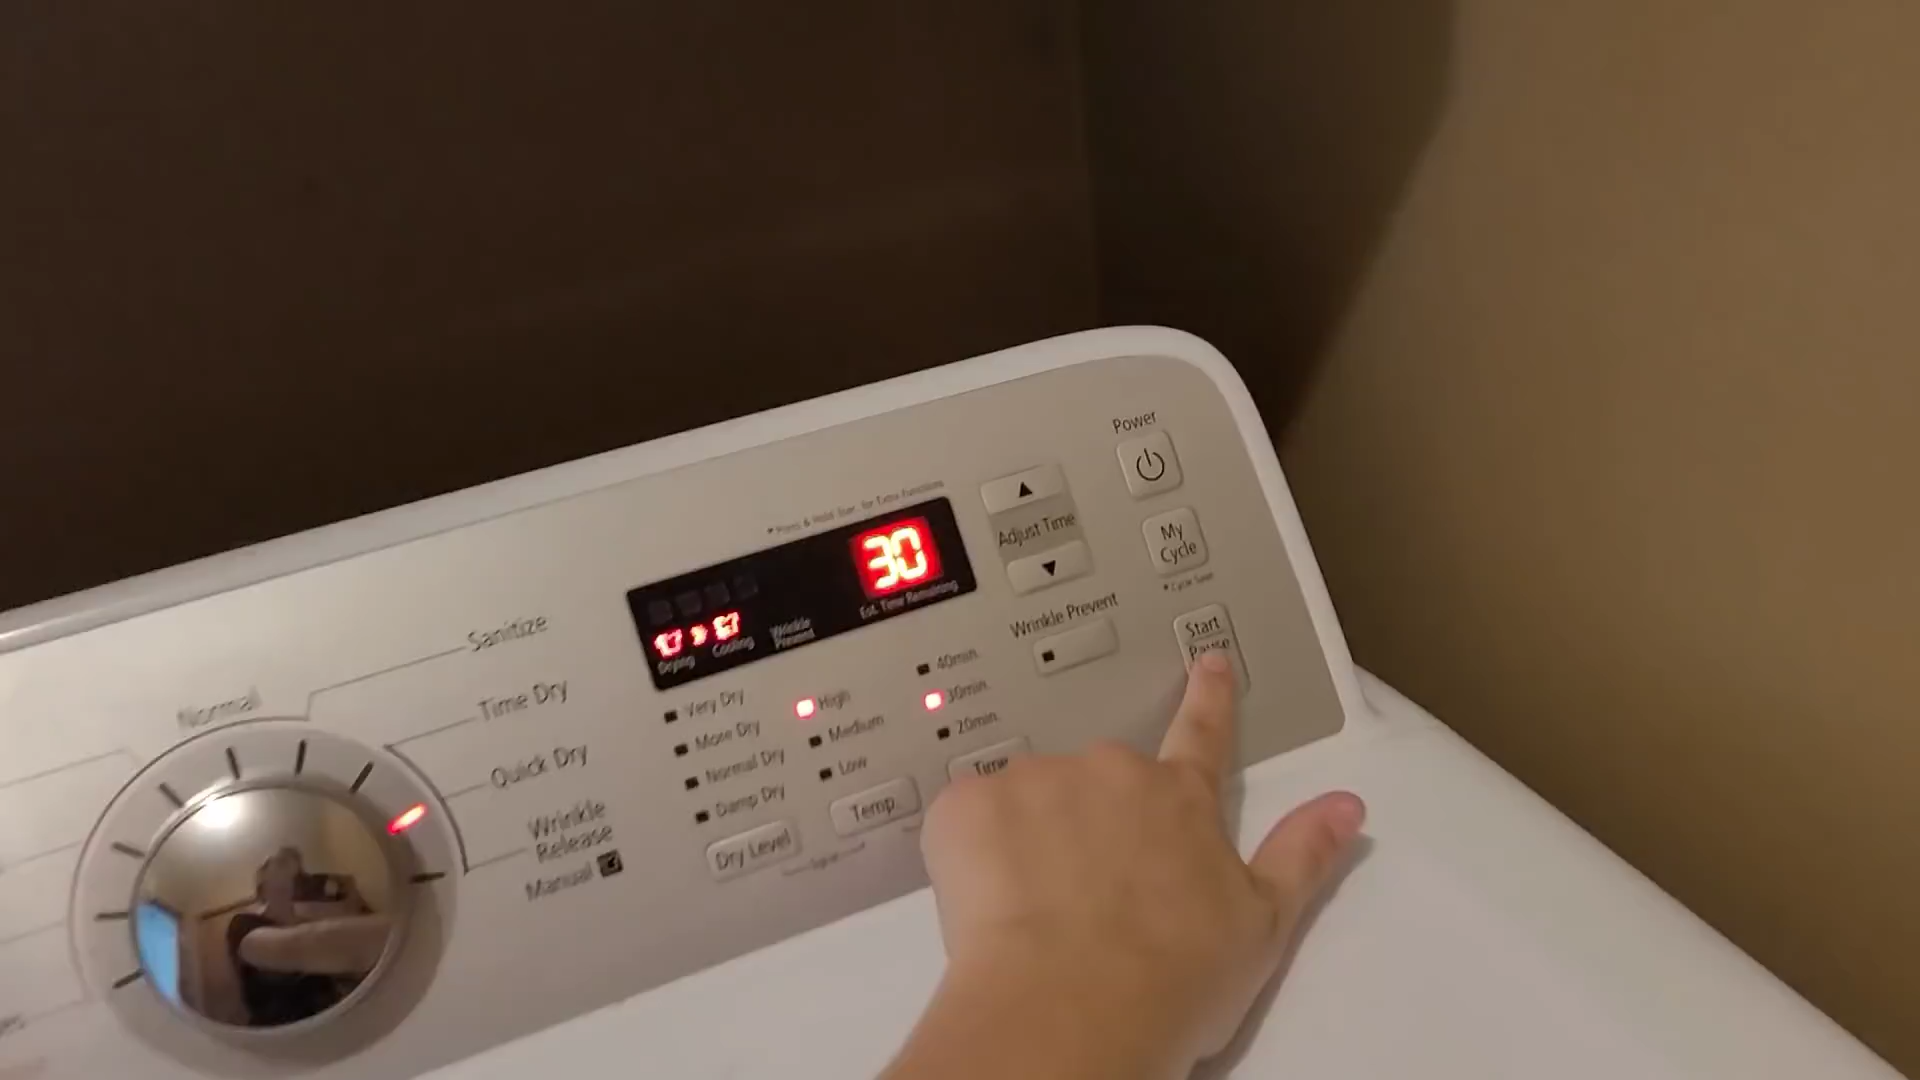 Power
My
Cycle
Start
Pause
Adjust Time
Wrinkle Prevent
30
Est. Time Remaining
Drying
Cooling
Wrinkle
Prevent
Normal
Sanitize
Time Dry
Quick Dry
Wrinkle
Release
Manual
Very Dry
More Dry
Normal Dry
Damp Dry
Dry Level
High
Medium
Low
Temp.
40min.
30min.
20min.
Time